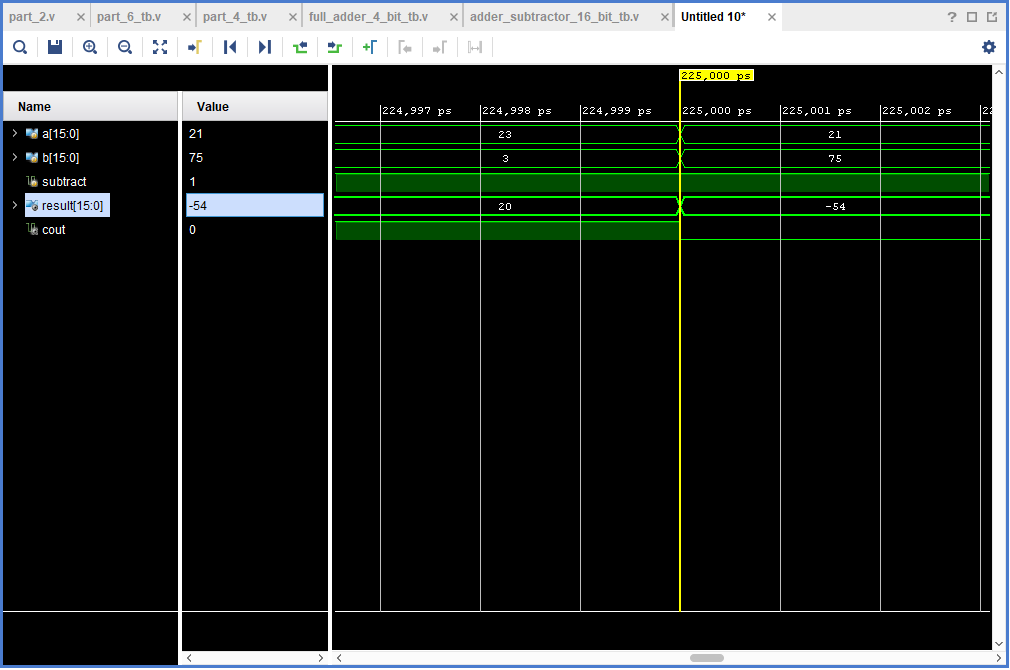 part_2.v part_6_tb.v part_4_tb.v full_adder_4_bit_tb.v adder_subtractor_16_bit_tb.v Untitled 10*
225,000 ps
Name Value 224,997 ps 224,998 ps 224,999 ps 225,000 ps 225,001 ps 225,002 ps
a[15:0] 21 23 21
b[15:0] 75 3 75
subtract 1
result[15:0] -54 20 -54
cout 0